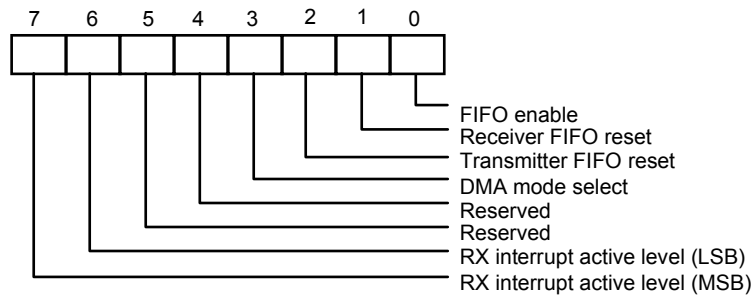 7 6 5 4 3 2 1 0
FIFO enable
Receiver FIFO reset
Transmitter FIFO reset
DMA mode select
Reserved
Reserved
RX interrupt active level (LSB)
RX interrupt active level (MSB)